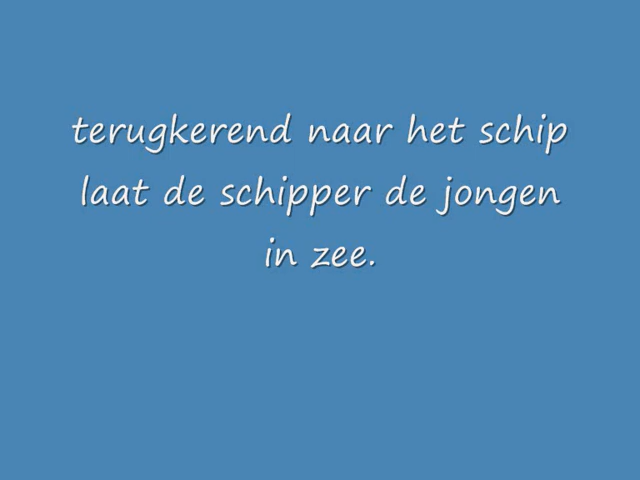 terugkerend naar het schip
laat de schipper de jongen
in zee.